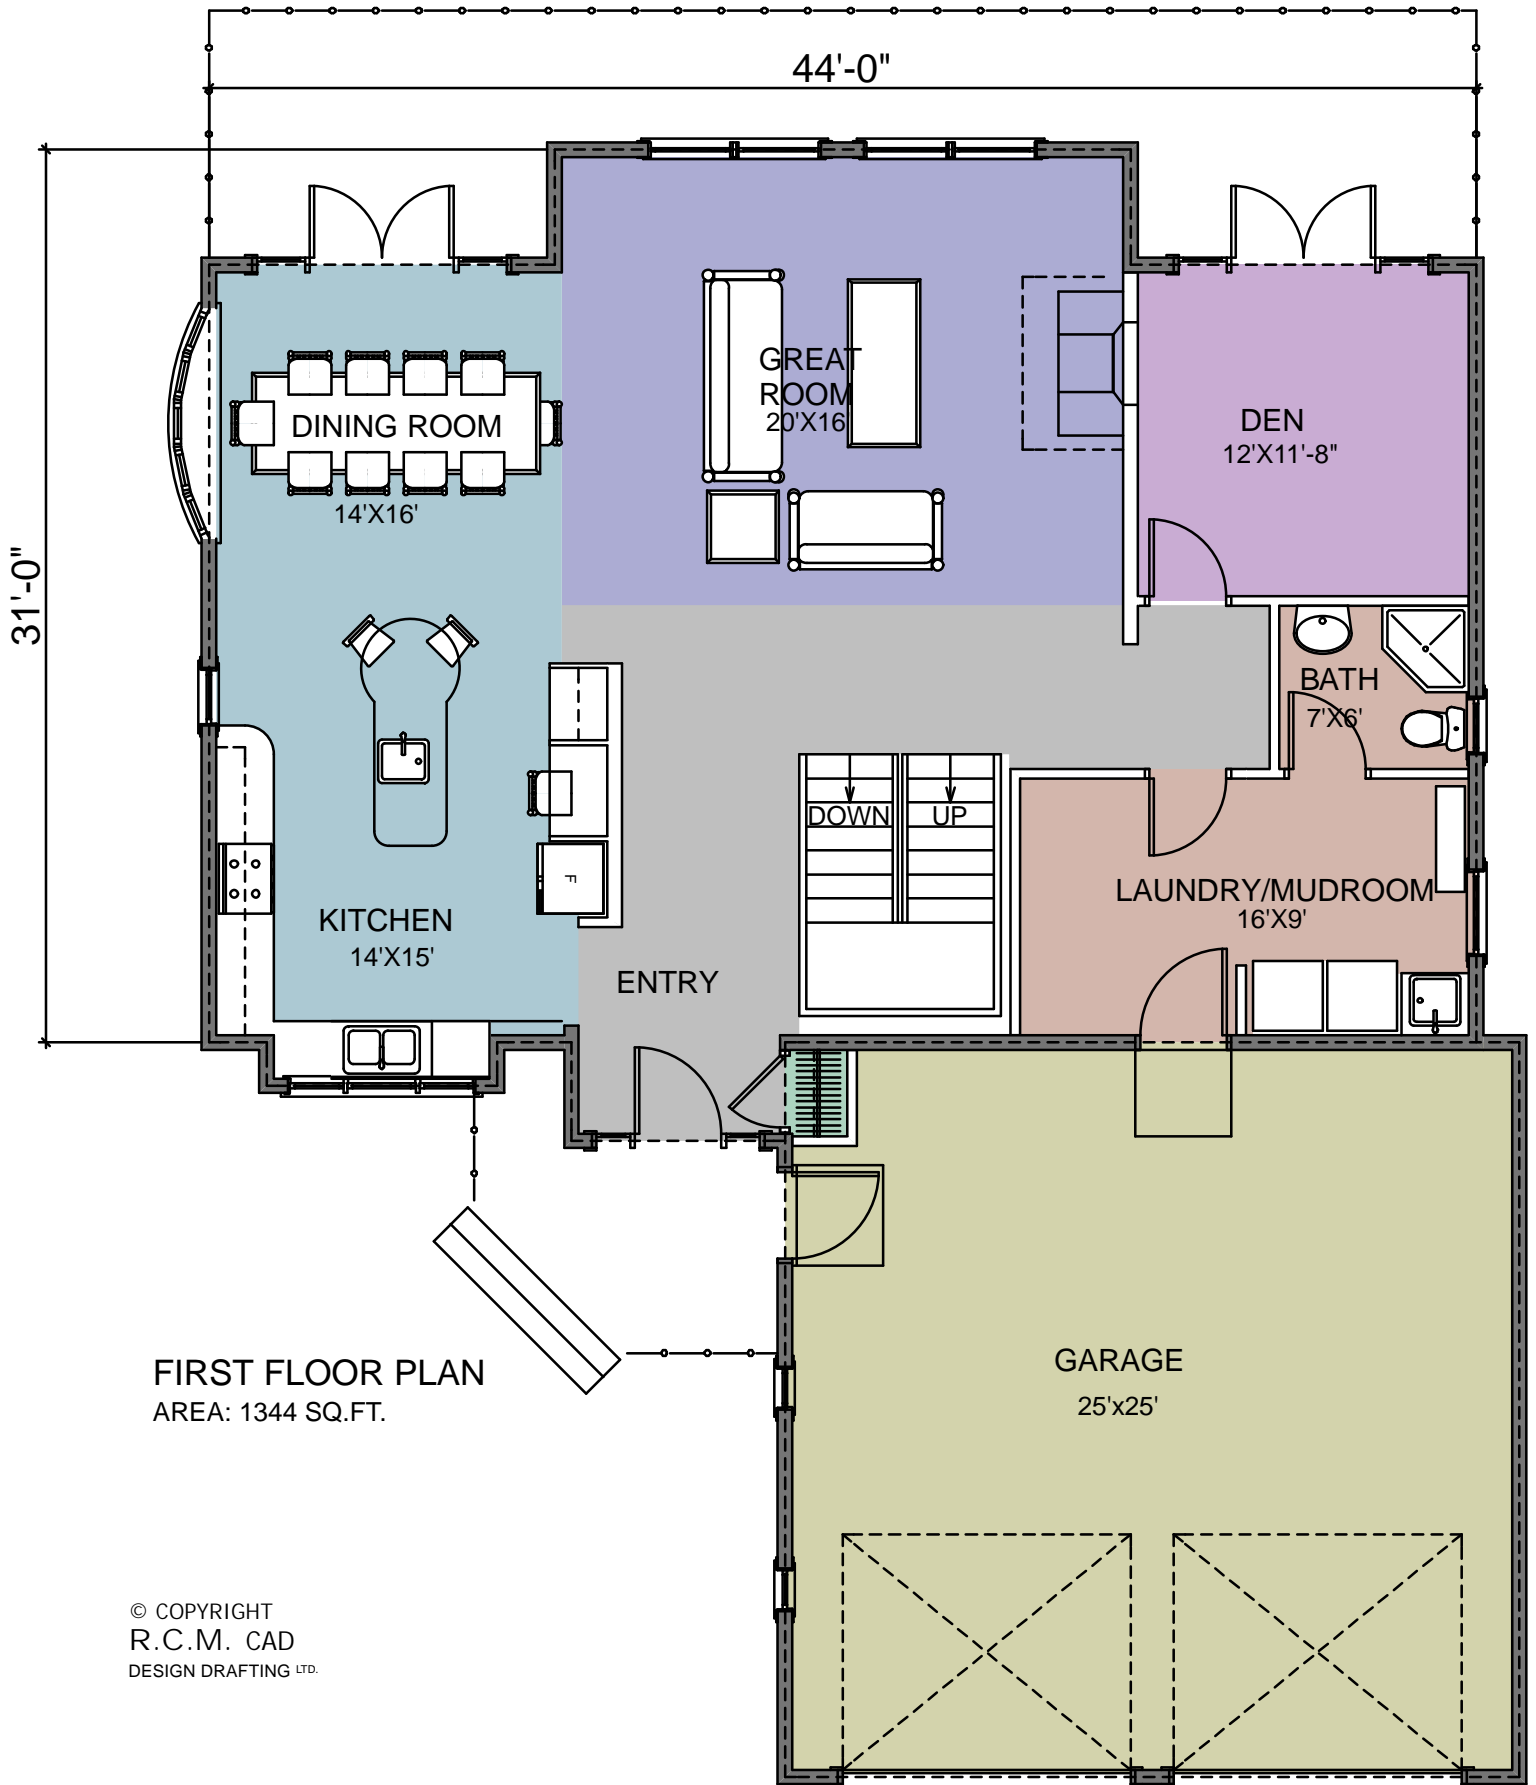 44'-0"
31'-0"
GREAT
ROOM
20'X16
DINING ROOM
14'X16'
DEN
12'X11'-8"
BATH
7'X6'
DOWN
UP
F
LAUNDRY/MUDROOM
16'X9'
KITCHEN
14'X15'
ENTRY
GARAGE
25'x25'
FIRST FLOOR PLAN
AREA: 1344 SQ.FT.
© COPYRIGHT
R.C.M. CAD
DESIGN DRAFTING LTD.